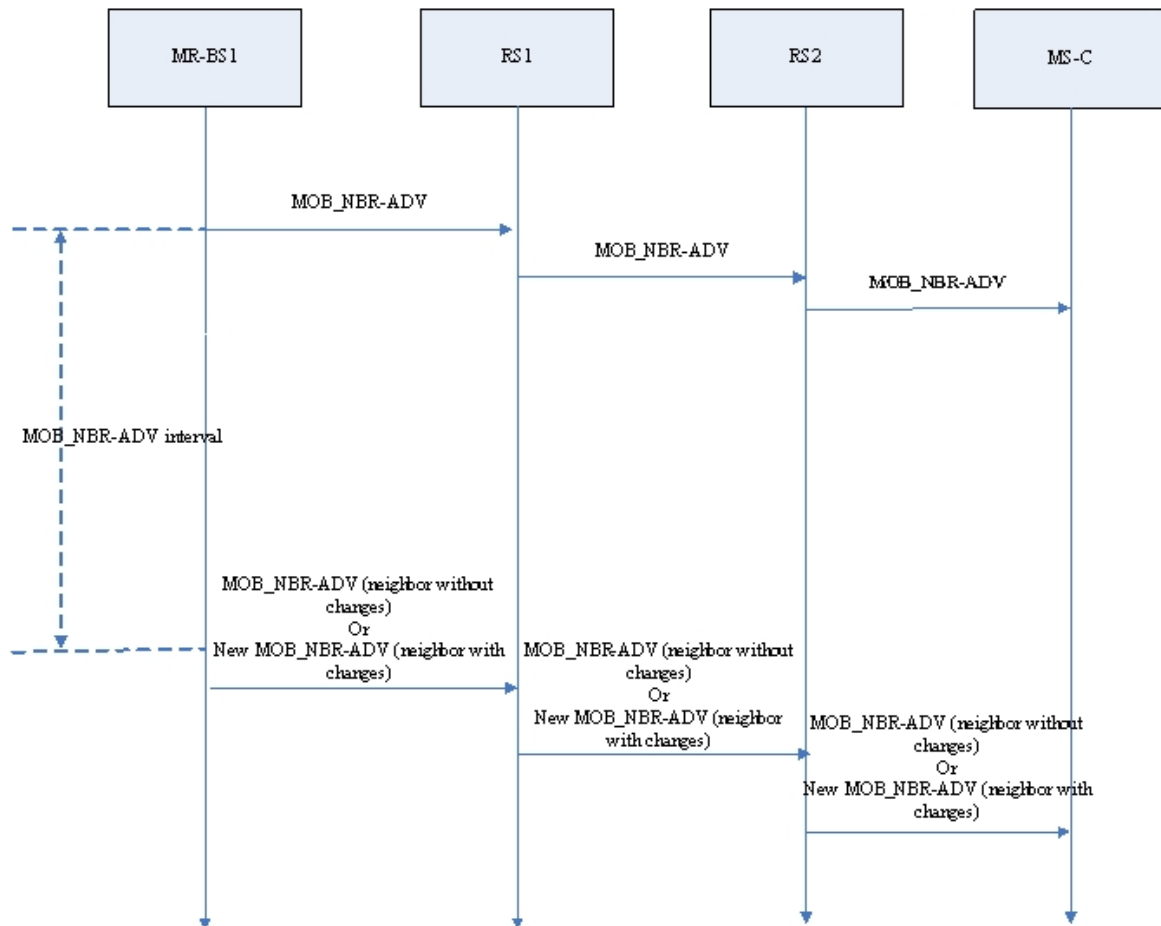 MR-BS1
RS1
RS2
MS-C
MOB_NBR-ADV
MOB_NBR-ADV
MOB_NBR-ADV
MOB_NBR-ADV interval
MOB_NBR-ADV (neighbor without
changes)
Or
New MOB_NBR-ADV (neighbor with
changes)
MOB_NBR-ADV (neighbor without
changes)
Or
New MOB_NBR-ADV (neighbor
with changes)
MOB_NBR-ADV (neighbor without
changes)
Or
New MOB_NBR-ADV (neighbor with
changes)